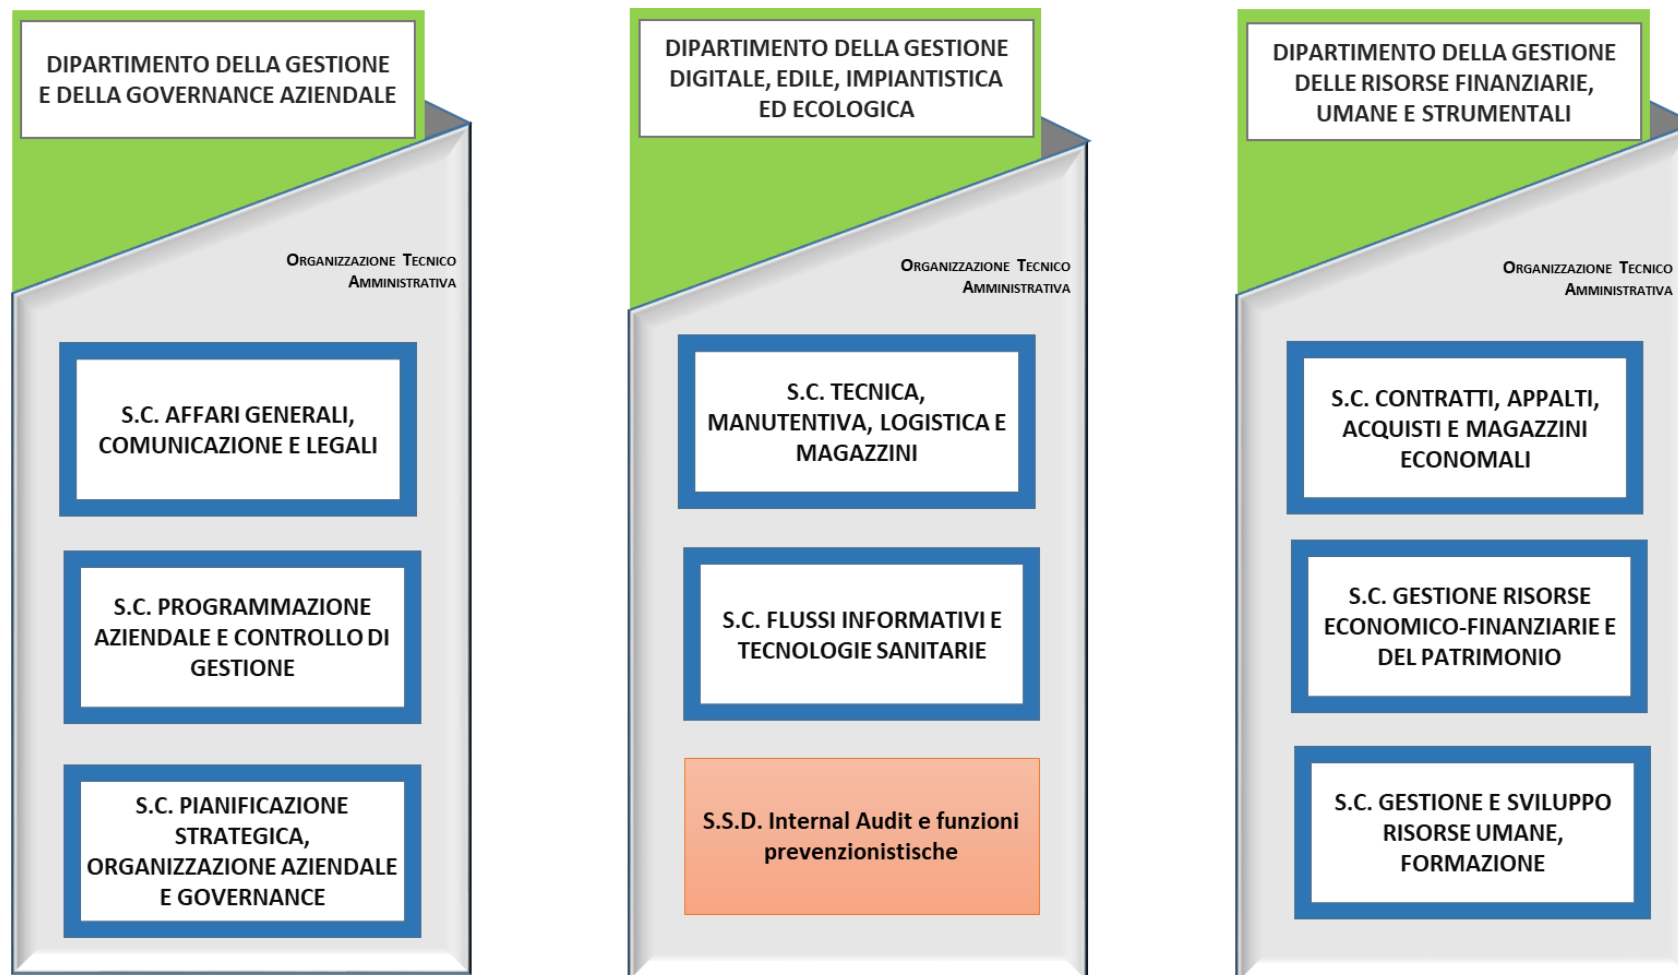 DIPARTIMENTO DELLA GESTIONE
E DELLA GOVERNANCE AZIENDALE
ORGANIZZAZIONE TECNICO
AMMINISTRATIVA
S.C. AFFARI GENERALI,
COMUNICAZIONE E LEGALI
S.C. PROGRAMMAZIONE
AZIENDALE E CONTROLLO DI
GESTIONE
S.C. PIANIFICAZIONE
STRATEGICA,
ORGANIZZAZIONE AZIENDALE
E GOVERNANCE
DIPARTIMENTO DELLA GESTIONE
DIGITALE, EDILE, IMPIANTISTICA
ED ECOLOGICA
ORGANIZZAZIONE TECNICO
AMMINISTRATIVA
S.C. TECNICA,
MANUTENTIVA, LOGISTICA E
MAGAZZINI
S.C. FLUSSI INFORMATIVI E
TECNOLOGIE SANITARIE
S.S.D. Internal Audit e funzioni
prevenzionistische
DIPARTIMENTO DELLA GESTIONE
DELLE RISORSE FINANZIARIE,
UMANE E STRUMENTALI
ORGANIZZAZIONE TECNICO
AMMINISTRATIVA
S.C. CONTRATTI, APPALTI,
ACQUISTI E MAGAZZINI
ECONOMALI
S.C. GESTIONE RISORSE
ECONOMICO-FINANZIARIE E
DEL PATRIMONIO
S.C. GESTIONE E SVILUPPO
RISORSE UMANE,
FORMAZIONE